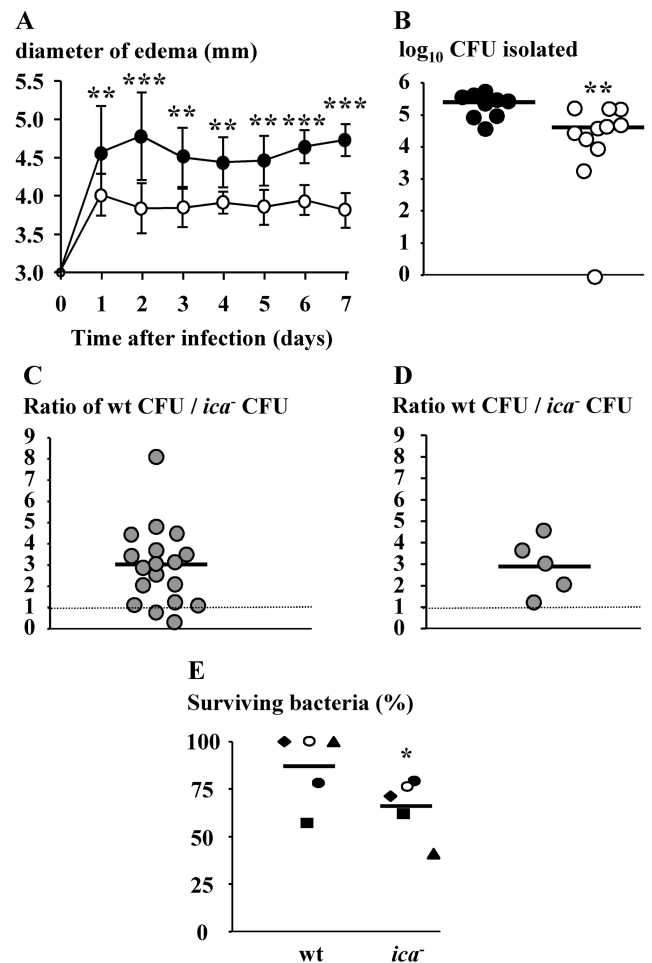 A
diameter of edema (mm)
5.5
5.0
4.5
4.0
3.5
3.0
** *** ** ** ** *** ***
0 1 2 3 4 5 6 7
Time after infection (days)
B
log10 CFU isolated
6
5
4
3
2
1
0
**
C
Ratio of wt CFU / ica- CFU
9
8
7
6
5
4
3
2
1
0
D
Ratio wt CFU / ica- CFU
9
8
7
6
5
4
3
2
1
0
E
Surviving bacteria (%)
100
75
50
25
0
*
wt ica-